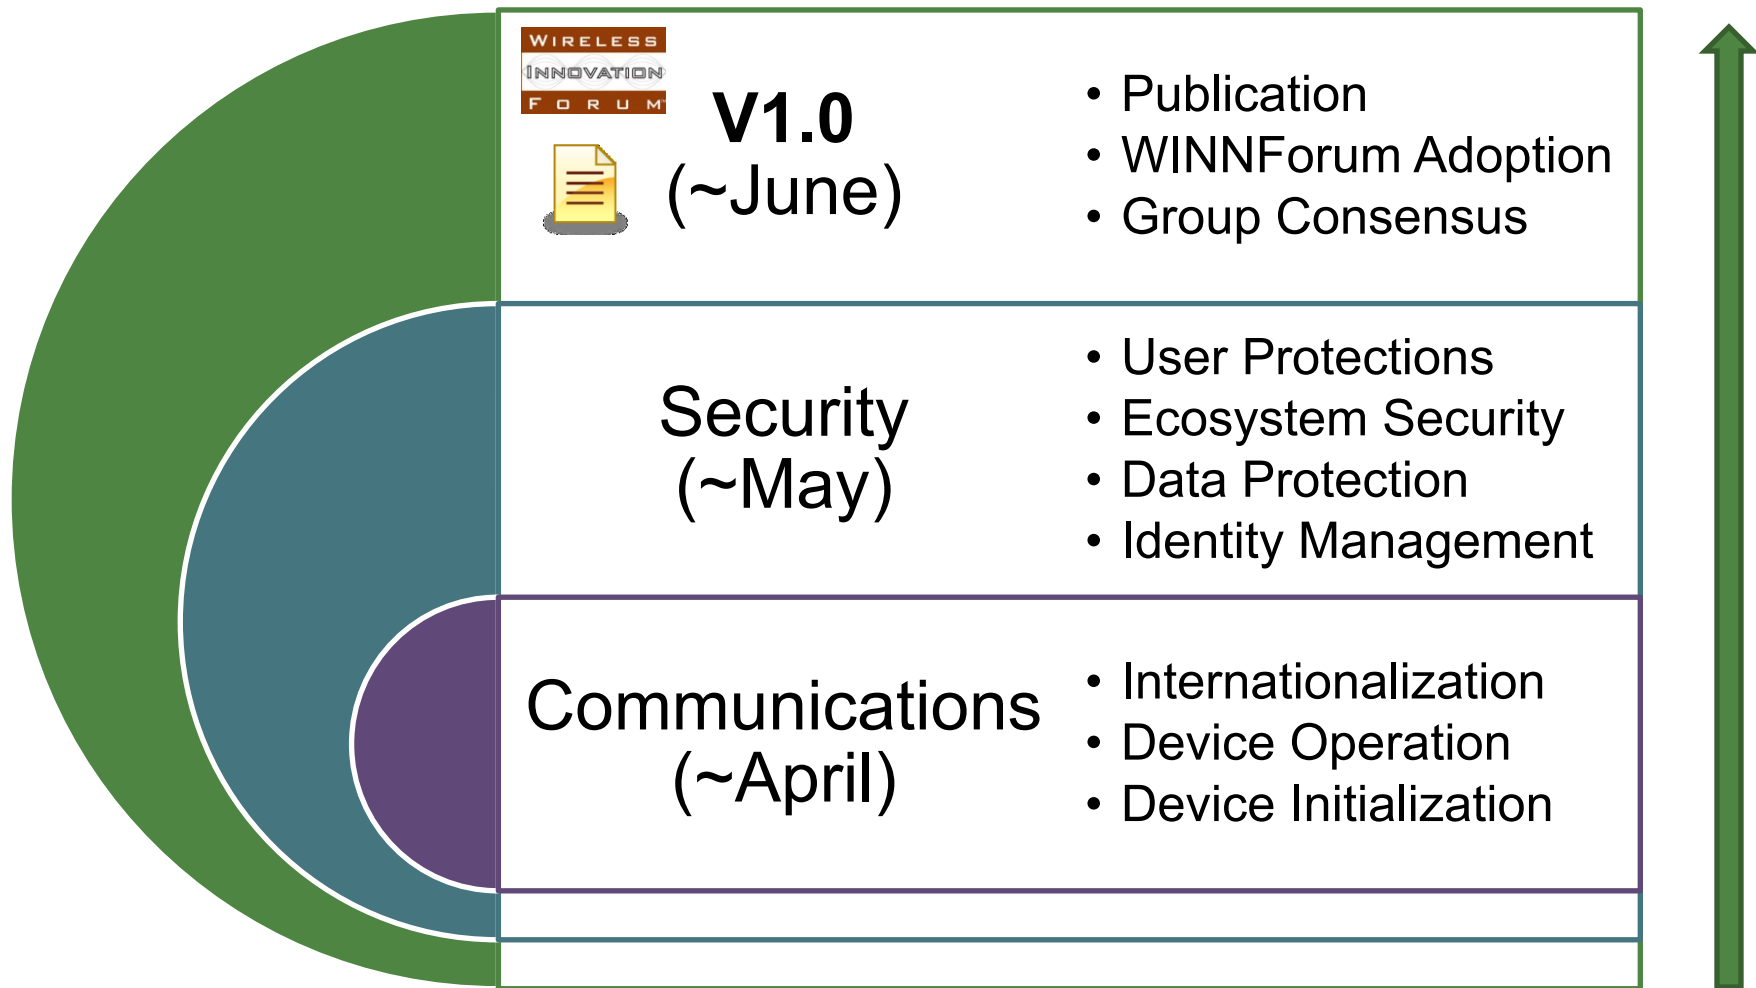 WIRELESS
INNOVATION
FORUM
V1.0
(~June)
• Publication
• WINNForum Adoption
• Group Consensus
Security
(~May)
• User Protections
• Ecosystem Security
• Data Protection
• Identity Management
Communications
(~April)
• Internationalization
• Device Operation
• Device Initialization